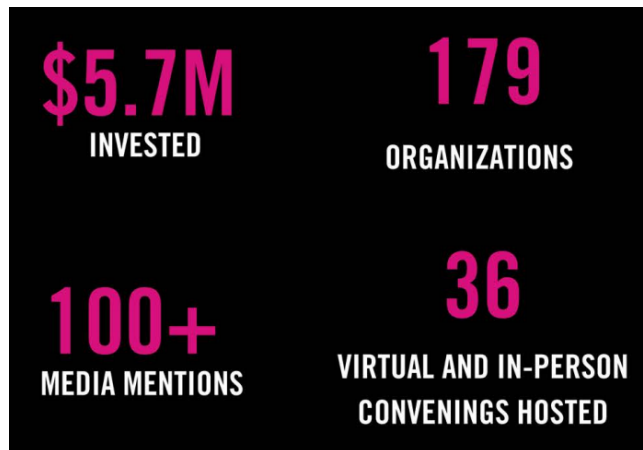 $5.7M
INVESTED
179
ORGANIZATIONS
100+
MEDIA MENTIONS
36
VIRTUAL AND IN-PERSON
CONVENINGS HOSTED